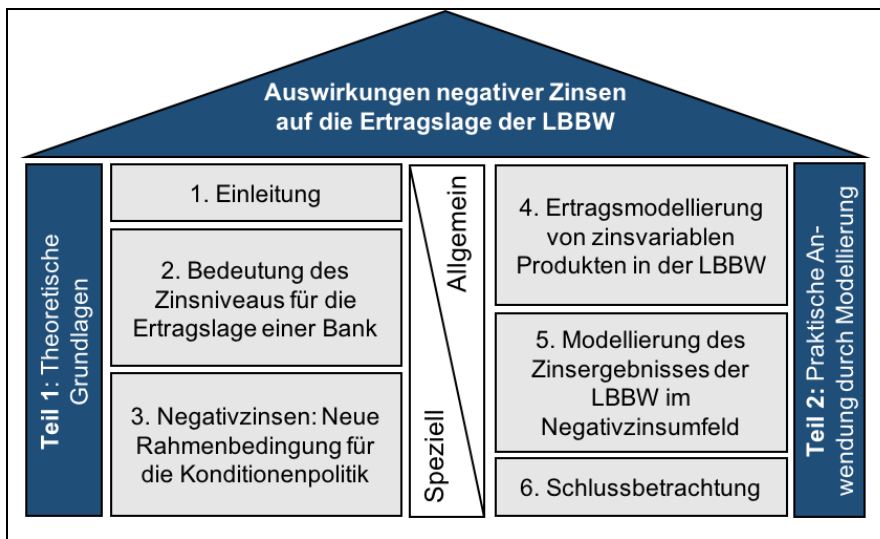 Auswirkungen negativer Zinsen
auf die Ertragslage der LBBW
Teil 1: Theoretische
Grundlagen
1. Einleitung
2. Bedeutung des
Zinsniveaus für die
Ertragslage einer Bank
3. Negativzinsen: Neue
Rahmenbedingung für
die Konditionenpolitik
Allgemein
Speziell
4. Ertragsmodellierung
von zinsvariablen
Produkten in der LBBW
5. Modellierung des
Zinsergebnisses der
LBBW im
Negativzinsumfeld
6. Schlussbetrachtung
Teil 2: Praktische An-
wendung durch Modellierung